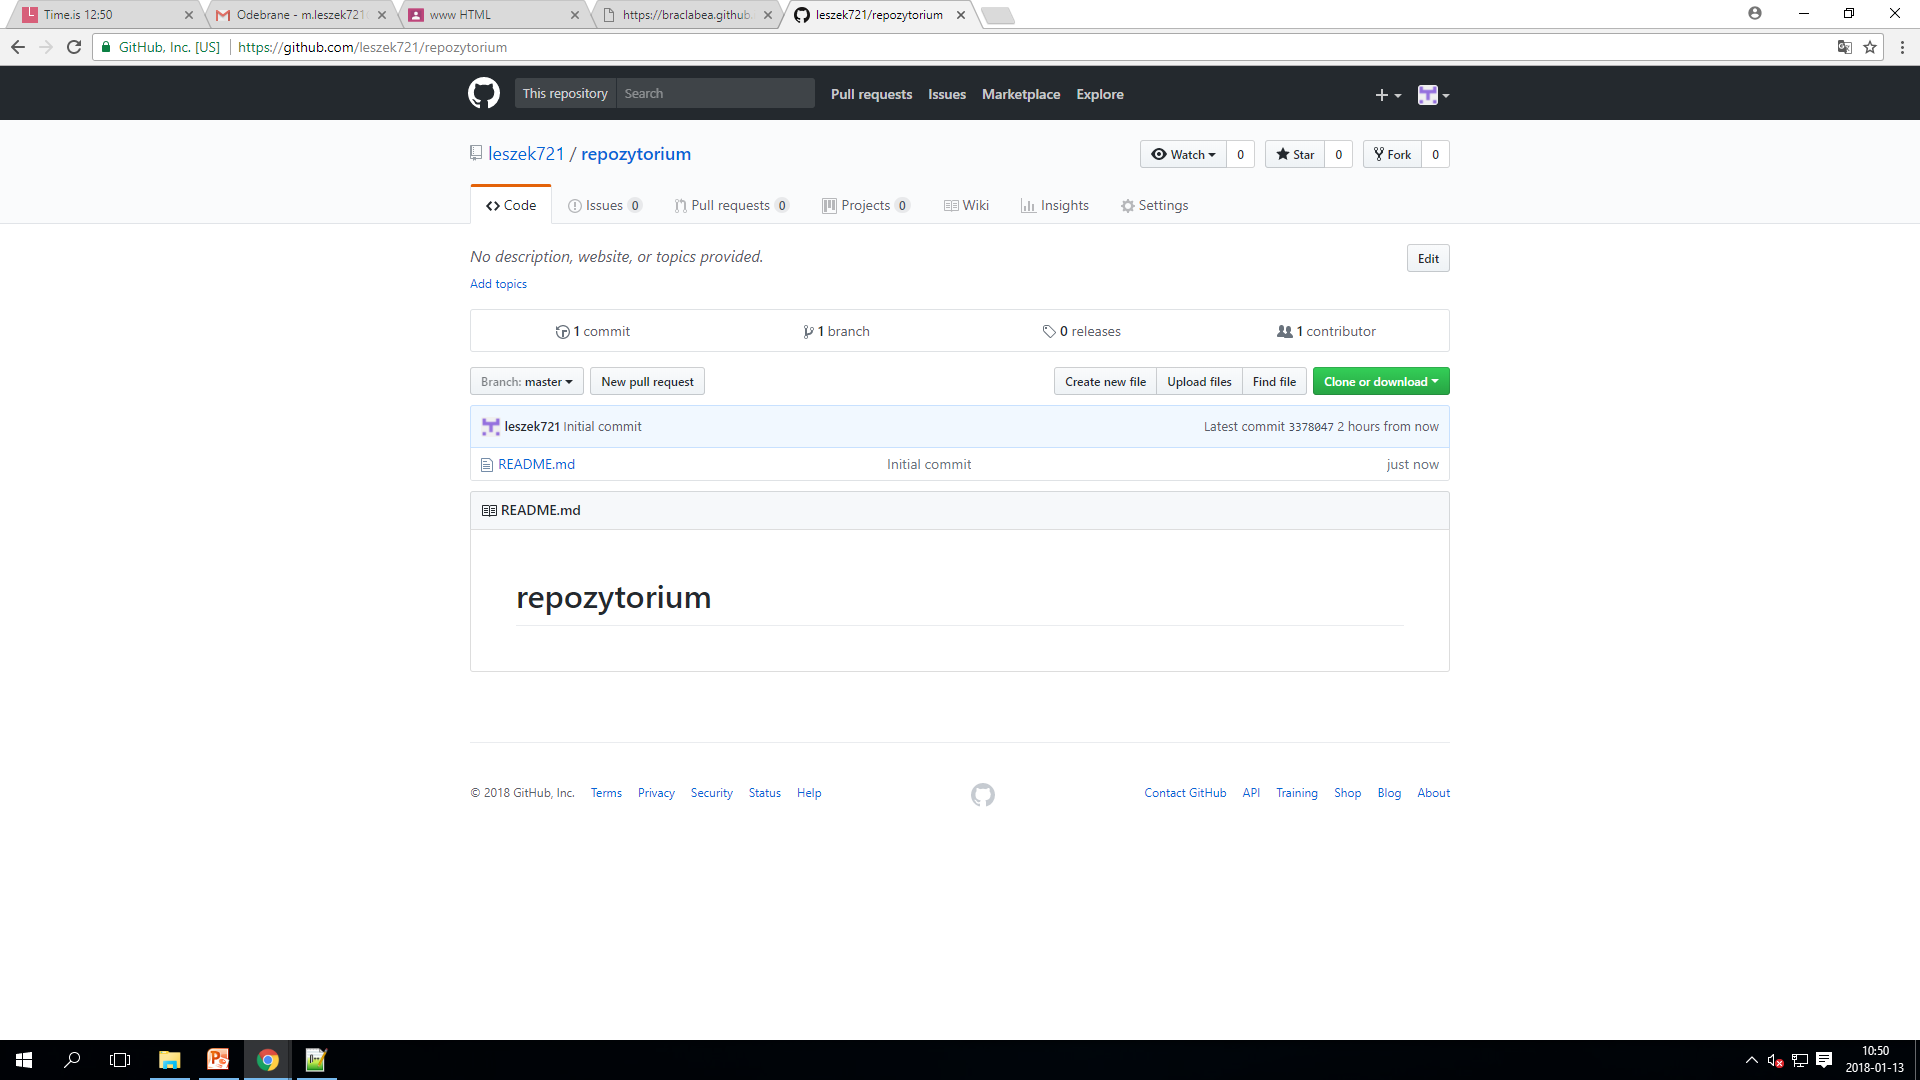 Time.is 12:50
Odebrane - m.leszek721
www HTML
https://braclabea.github.
leszek721/repozytorium
GitHub, Inc. [US] https://github.com/leszek721/repozytorium
This repository Search Pull requests Issues Marketplace Explore
leszek721 / repozytorium
Watch 0 Star 0 Fork 0
Code Issues 0 Pull requests 0 Projects 0 Wiki Insights Settings
No description, website, or topics provided.
Edit
Add topics
1 commit 1 branch 0 releases 1 contributor
Branch: master New pull request Create new file Upload files Find file Clone or download
leszek721 Initial commit Latest commit 3378047 2 hours from now
README.md Initial commit just now
README.md
repozytorium
© 2018 GitHub, Inc. Terms Privacy Security Status Help Contact GitHub API Training Shop Blog About
10:50
2018-01-13